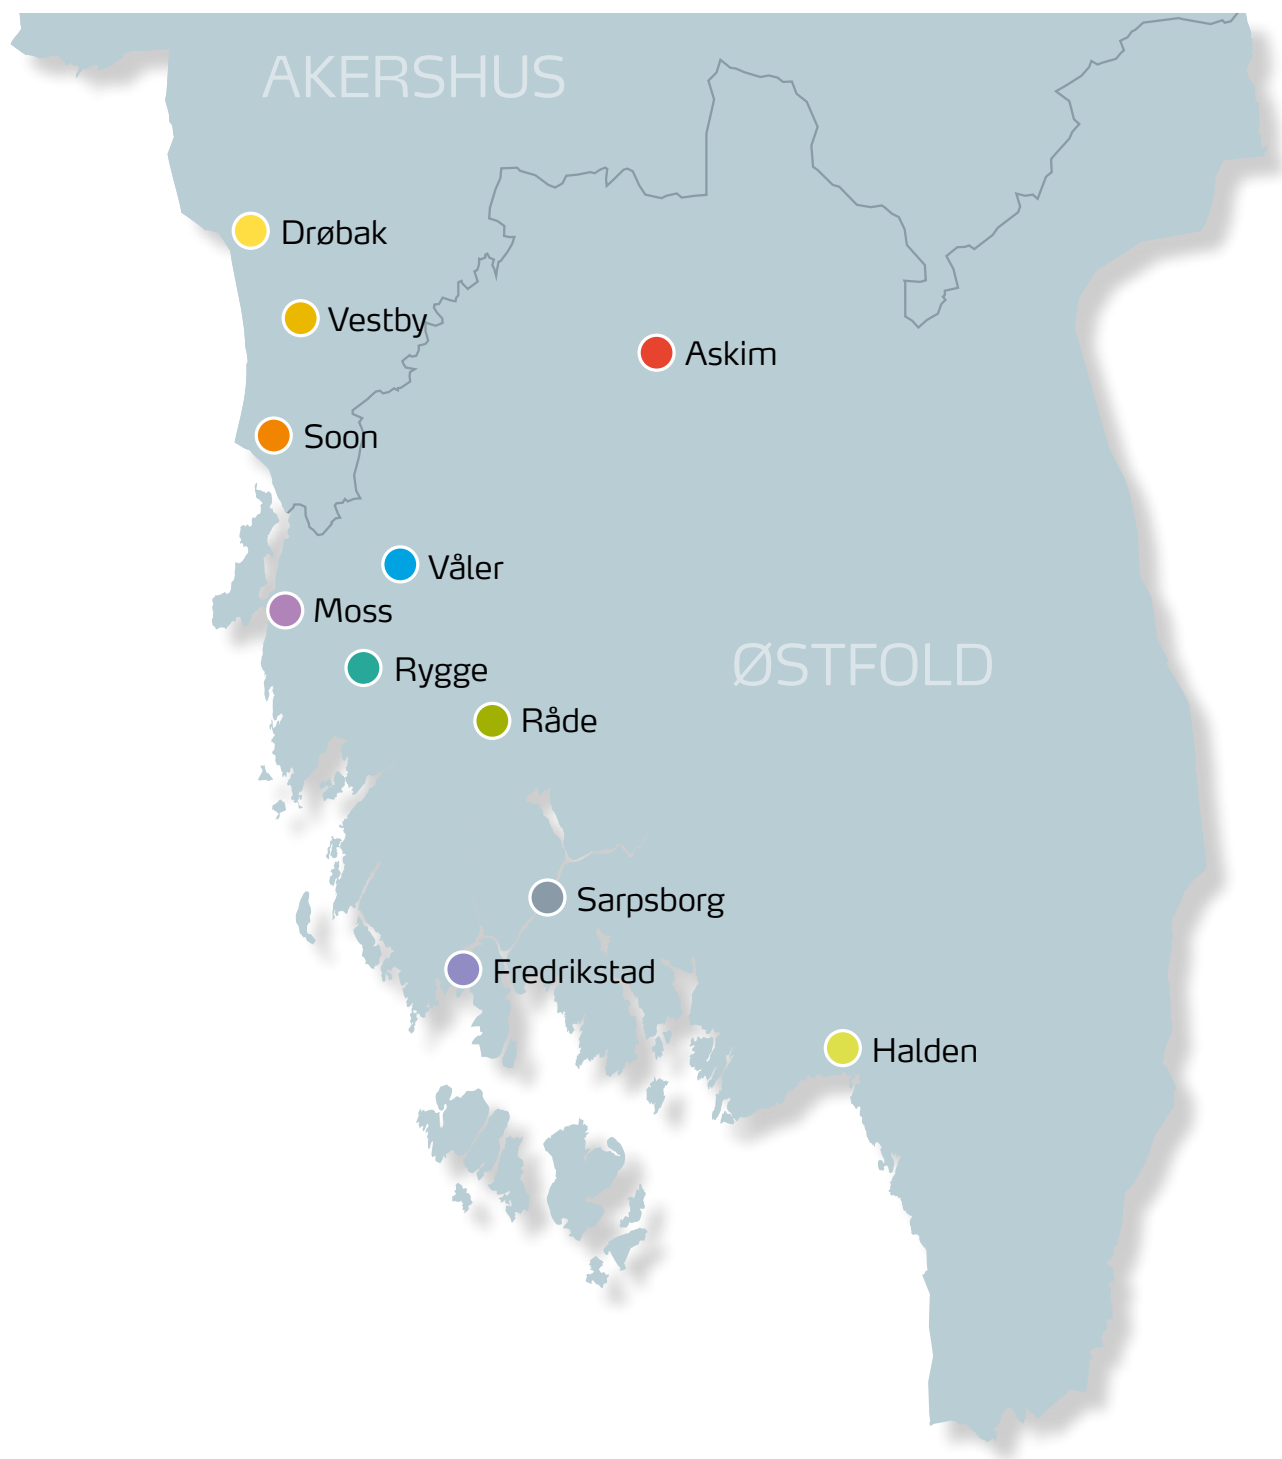 AKERSHUS
Drøbak
Vestby
Askim
Soon
Våler
Moss
ØSTFOLD
Rygge
Råde
Sarpsborg
Fredrikstad
Halden